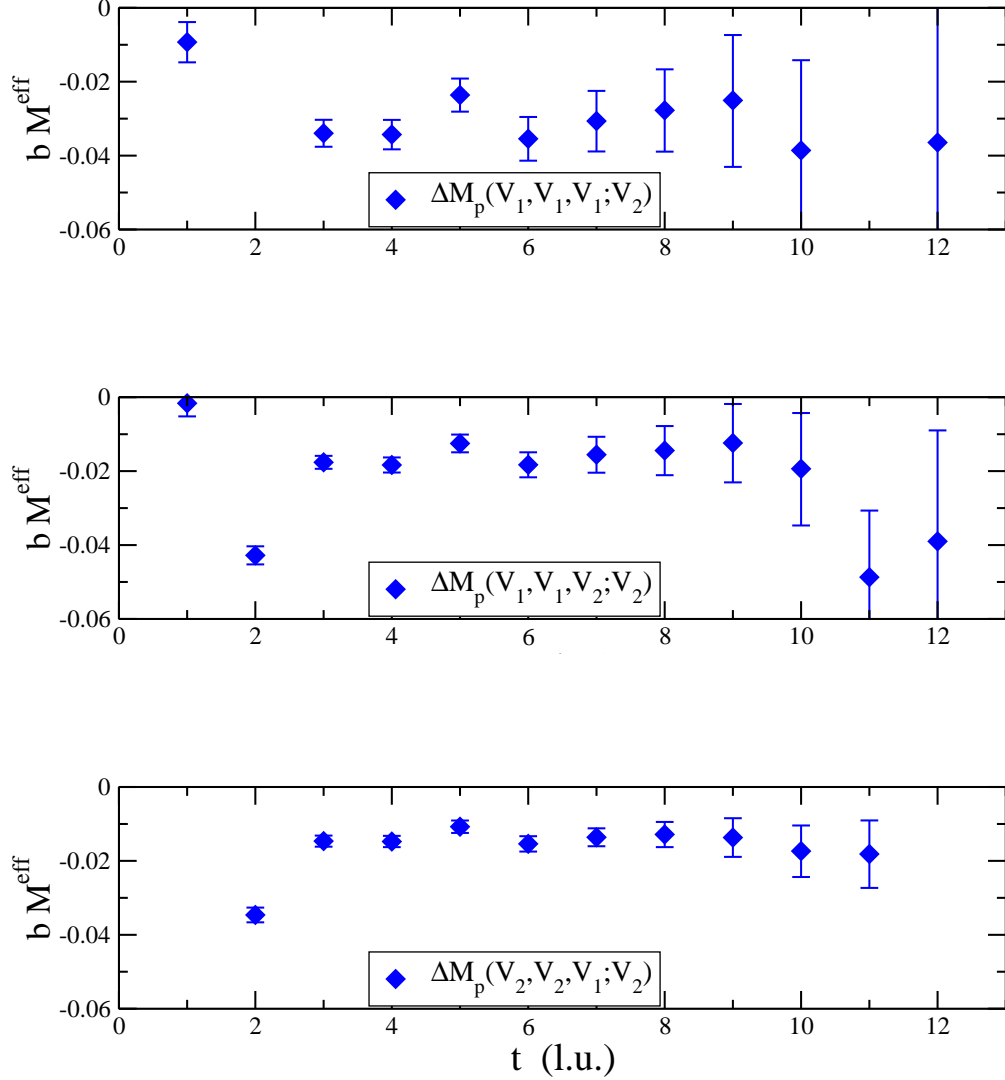 0
-0.02
-0.04
-0.06
b M^eff
ΔM_p(V_1,V_1,V_1;V_2)
0 2 4 6 8 10 12
0
-0.02
-0.04
-0.06
b M^eff
ΔM_p(V_1,V_1,V_2;V_2)
0 2 4 6 8 10 12
0
-0.02
-0.04
-0.06
b M^eff
ΔM_p(V_2,V_2,V_1;V_2)
0 2 4 6 8 10 12
t (l.u.)